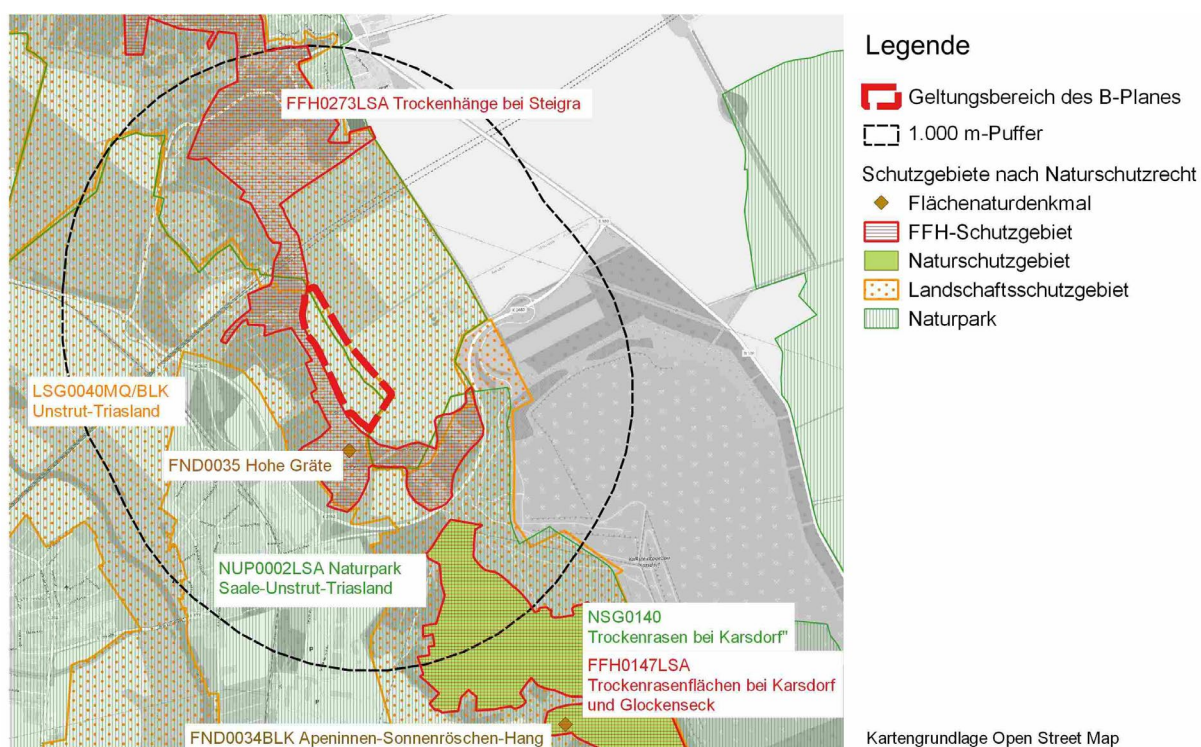 FFH0273LSA Trockenhänge bei Steigra
LSG0040MQ/BLK
Unstrut-Triasland
FND0035 Hohe Gräte
NUP0002LSA Naturpark
Saale-Unstrut-Triasland
NSG0140
Trockenrasen bei Karsdorf"
FFH0147LSA
Trockenrasenflächen bei Karsdorf
und Glockenseck
FND0034BLK Apeninnen-Sonnenröschen-Hang
P
P
Legende
Geltungsbereich des B-Planes
1.000 m-Puffer
Schutzgebiete nach Naturschutzrecht
Flächenaturdenkmal
FFH-Schutzgebiet
Naturschutzgebiet
Landschaftsschutzgebiet
Naturpark
Kartengrundlage Open Street Map